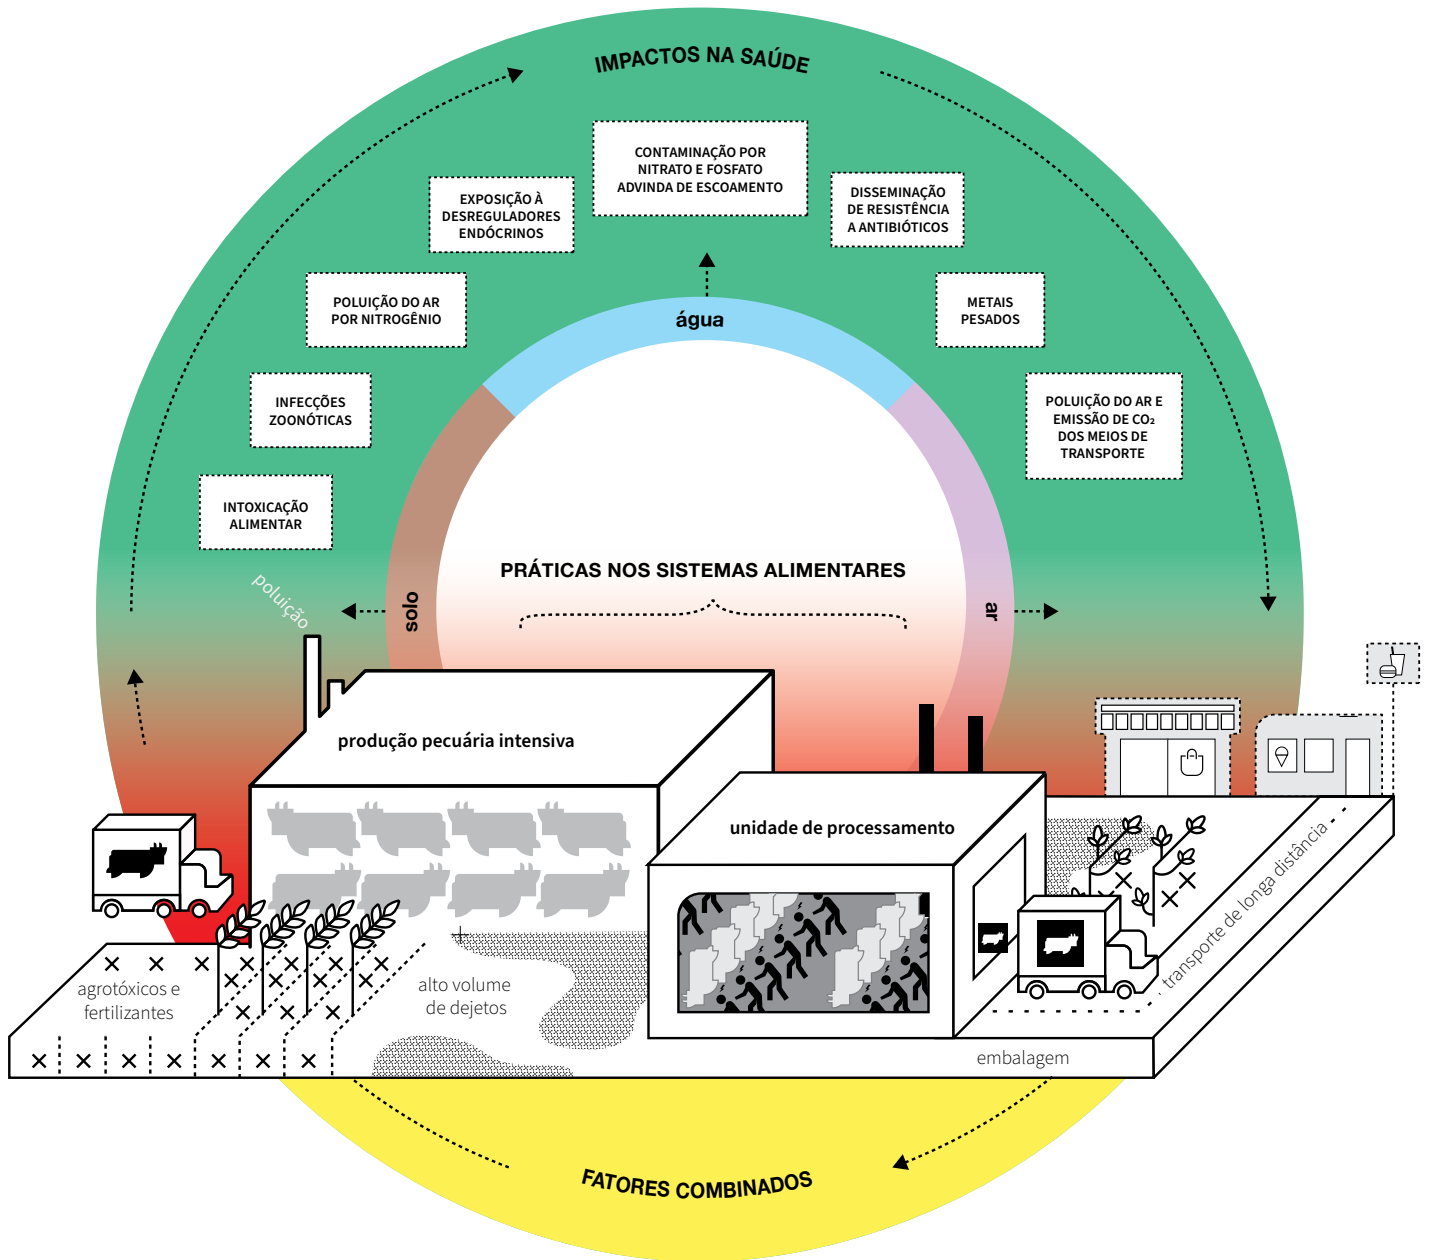 IMPACTOS NA SAÚDE
CONTAMINAÇÃO POR
NITRATO E FOSFATO
ADVINDA DE ESCOAMENTO
EXPOSIÇÃO À
DESREGULADORES
ENDÓCRINOS
DISSEMINAÇÃO
DE RESISTÊNCIA
A ANTIBIÓTICOS
POLUIÇÃO DO AR
POR NITROGÊNIO
METAIS
PESADOS
água
INFECÇÕES
ZOONÓTICAS
POLUIÇÃO DO AR E
EMISSÃO DE CO₂
DOS MEIOS DE
TRANSPORTE
INTOXICAÇÃO
ALIMENTAR
poluição
solo
PRÁTICAS NOS SISTEMAS ALIMENTARES
ar
produção pecuária intensiva
unidade de processamento
transporte de longa distância
agrotóxicos e
fertilizantes
alto volume
de dejetos
embalagem
FATORES COMBINADOS